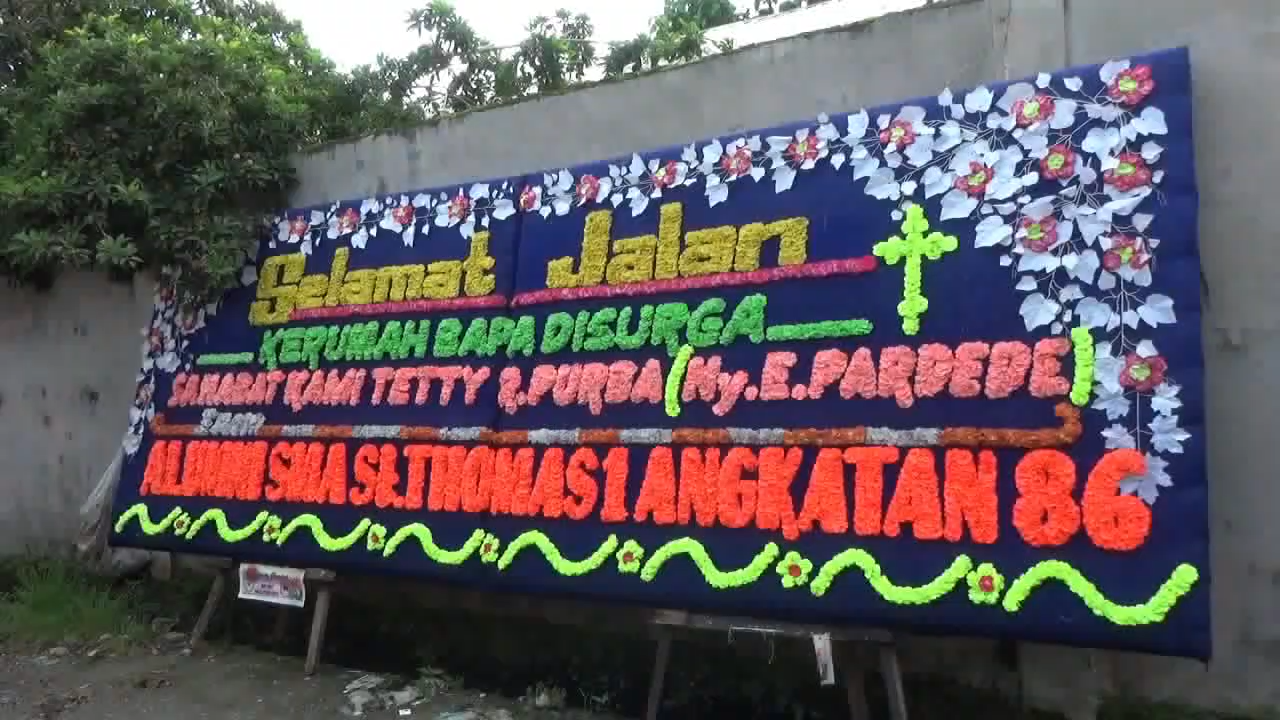 Selamat Jalan
KERUMAH BAPA DISURGA
SAHABAT KAMI TETTY R.PURBA (Ny.E.PARDEDE)
ALUMNI SMA St.THOMAS 1 ANGKATAN 86